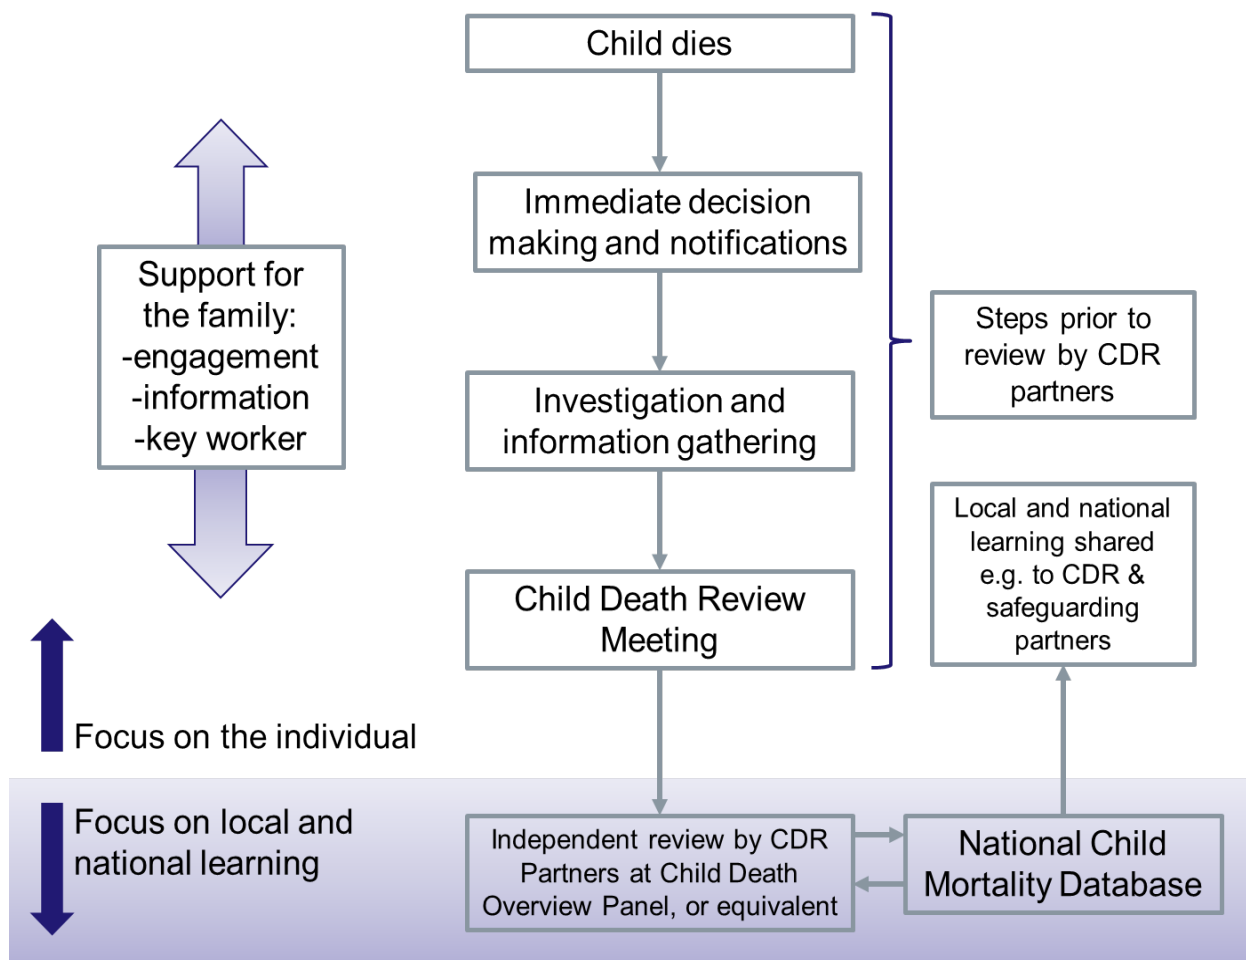 Child dies
Immediate decision
making and notifications
Support for
the family:
-engagement
-information
-key worker
Steps prior to
review by CDR
partners
Investigation and
information gathering
Local and national
learning shared
e.g. to CDR &
safeguarding
partners
Child Death Review
Meeting
Focus on the individual
Focus on local and
national learning
Independent review by CDR
Partners at Child Death
Overview Panel, or equivalent
National Child
Mortality Database